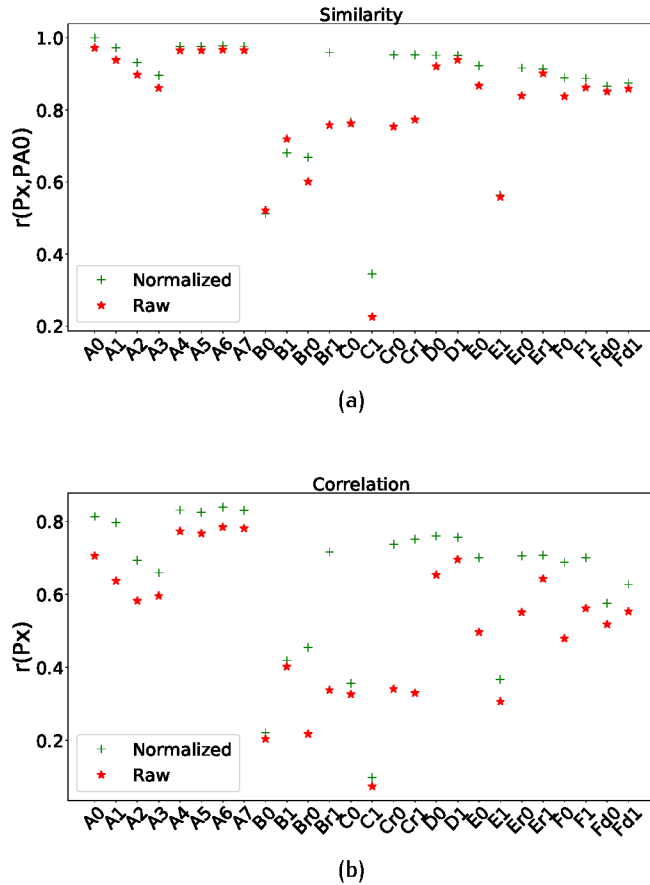 Similarity
1.0
0.8
0.6
0.4
0.2
r(Px,PA0)
Normalized
Raw
A0 A1 A2 A3 A4 A5 A6 A7 B0 B1 Br0 Br1 C0 C1 Cr0 Cr1 D0 D1 E0 E1 Er0 Er1 F0 F1 Fd0 Fd1
(a)
Correlation
0.8
0.6
0.4
0.2
r(Px)
Normalized
Raw
A0 A1 A2 A3 A4 A5 A6 A7 B0 B1 Br0 Br1 C0 C1 Cr0 Cr1 D0 D1 E0 E1 Er0 Er1 F0 F1 Fd0 Fd1
(b)